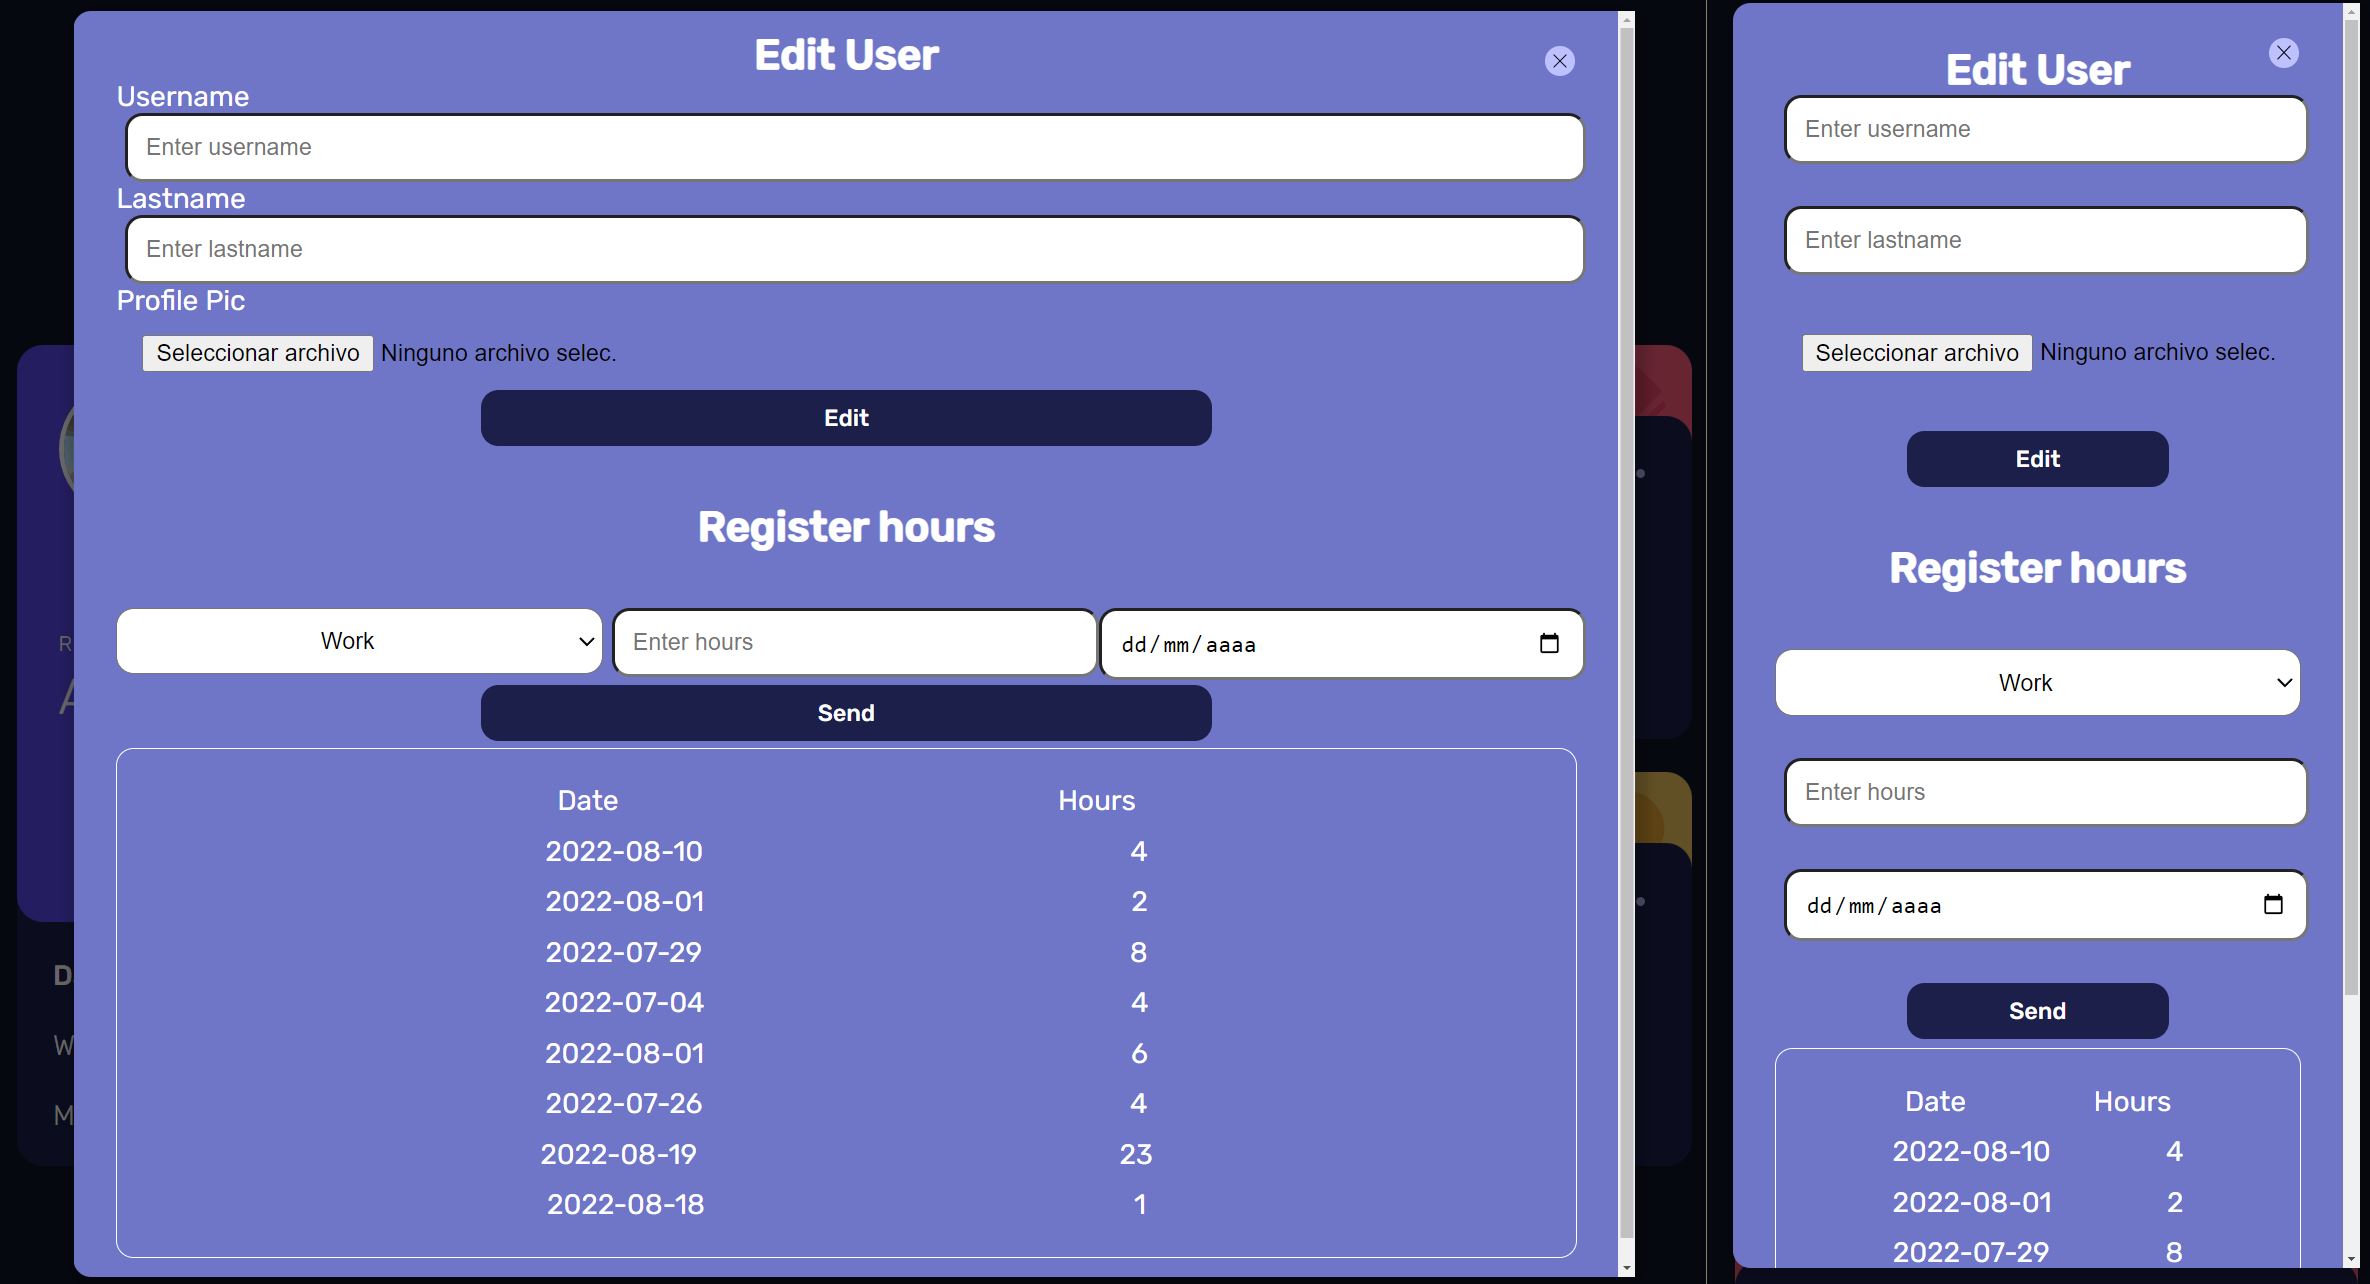 Edit User
Username
Enter username
Lastname
Enter lastname
Profile Pic
Seleccionar archivo Ninguno archivo selec.
Edit
Register hours
Work
Enter hours
dd/mm/aaaa
Send
Date Hours
2022-08-10 4
2022-08-01 2
2022-07-29 8
2022-07-04 4
2022-08-01 6
2022-07-26 4
2022-08-19 23
2022-08-18 1
Edit User
Enter username
Enter lastname
Seleccionar archivo Ninguno archivo selec.
Edit
Register hours
Work
Enter hours
dd/mm/aaaa
Send
Date Hours
2022-08-10 4
2022-08-01 2
2022-07-29 8